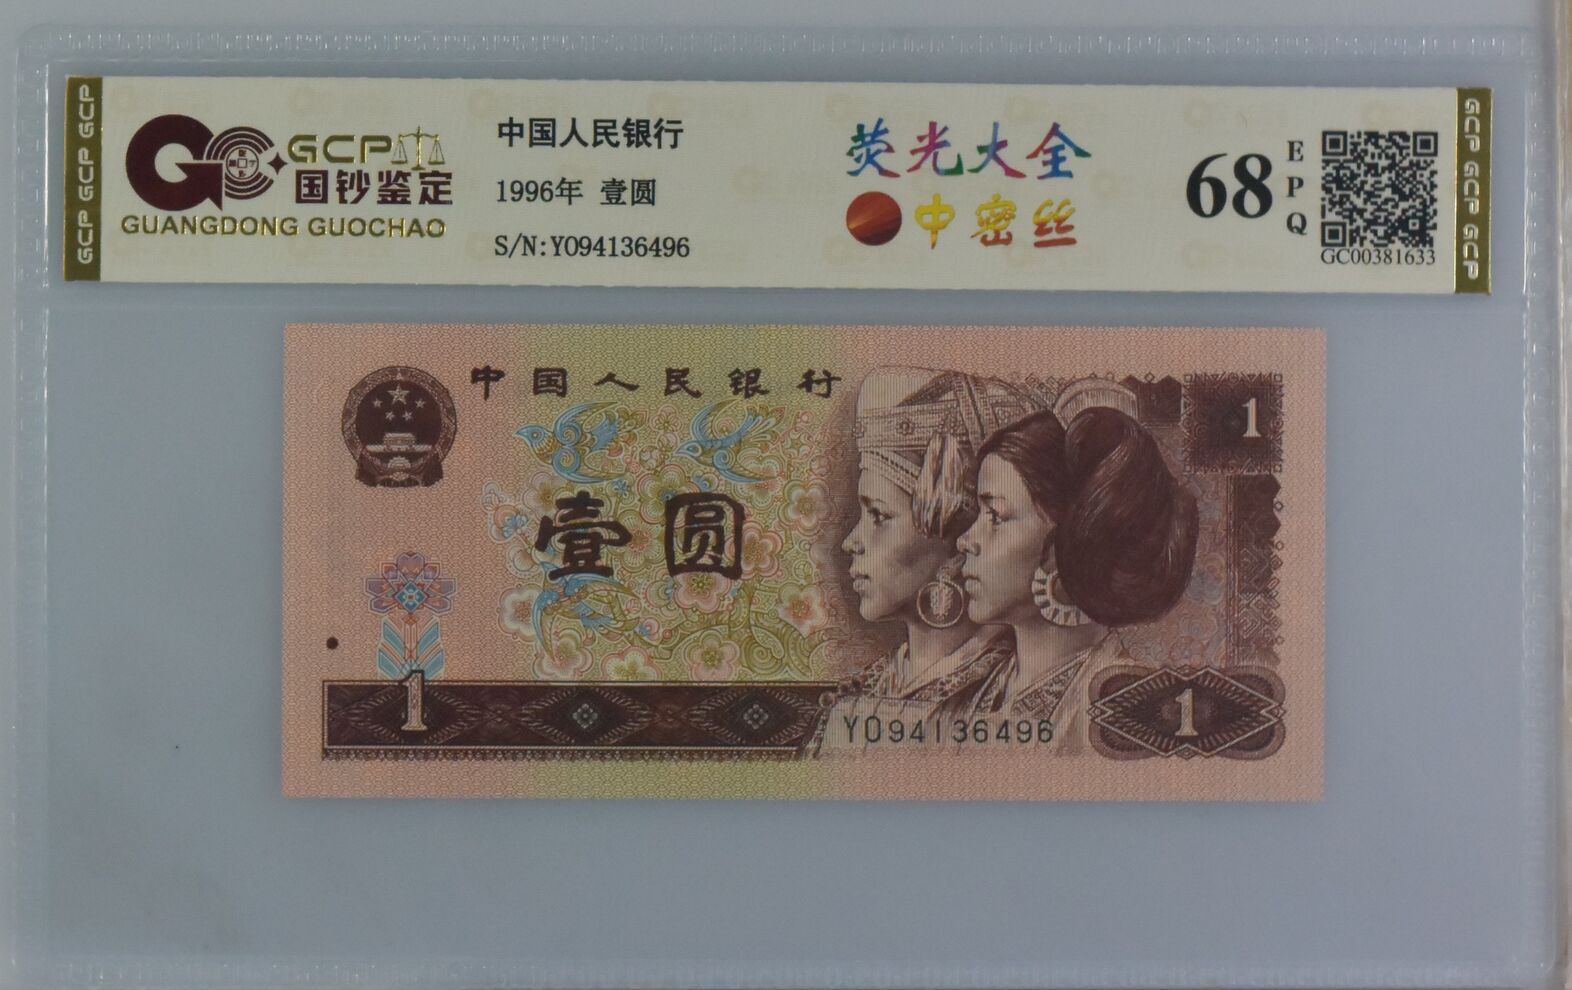 GCP GCP GCP
GCP
国钞鉴定
GUANGDONG GUOCHAO
中国人民银行
1996年 壹圆
S/N:YO94136496
荧光大全
中密丝
68
EPQ
GC00381633
GCP GCP GCP
中国人民银行
1
壹圆
1
YO94136496
1